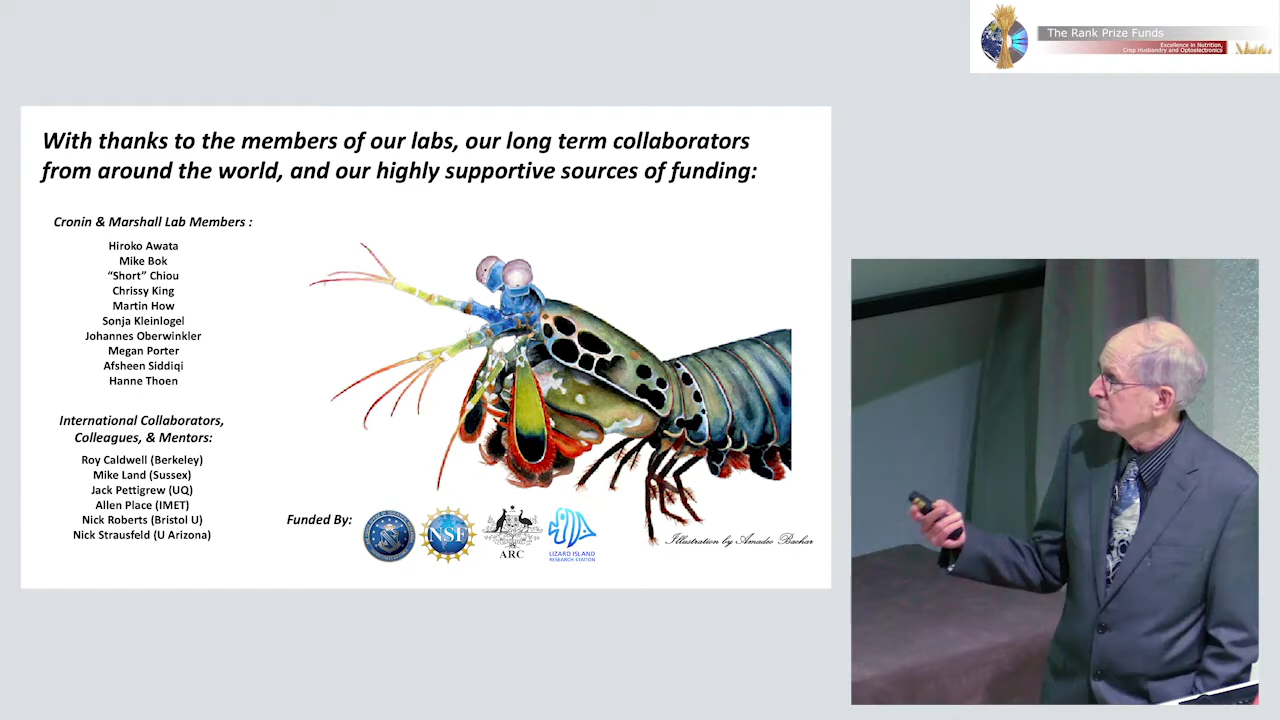 The Rank Prize Funds
Excellence in Nutrition,
Crop Husbandry and Optoelectronics
With thanks to the members of our labs, our long term collaborators
from around the world, and our highly supportive sources of funding:
Cronin & Marshall Lab Members :
Hiroko Awata
Mike Bok
“Short” Chiou
Chrissy King
Martin How
Sonja Kleinlogel
Johannes Oberwinkler
Megan Porter
Afsheen Siddiqi
Hanne Thoen
International Collaborators,
Colleagues, & Mentors:
Roy Caldwell (Berkeley)
Mike Land (Sussex)
Jack Pettigrew (UQ)
Allen Place (IMET)
Nick Roberts (Bristol U)
Nick Strausfeld (U Arizona)
Funded By:
NSF
ARC
LIZARD ISLAND
RESEARCH STATION
Illustration by Amadeo Bachar